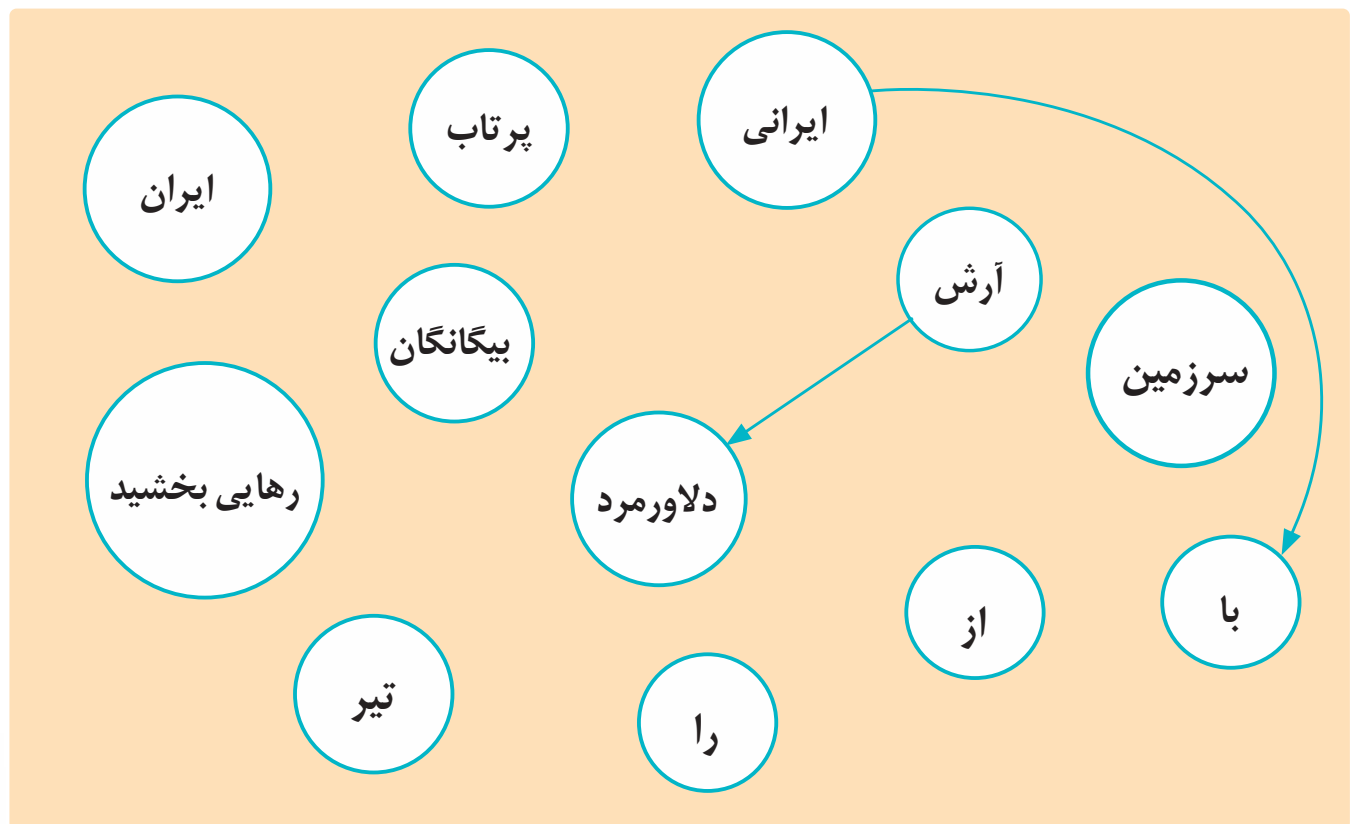 ایرانی
پرتاب
ایران
آرش
سرزمین
بیگانگان
رهایی بخشید
دلاورمرد
با
از
تیر
را